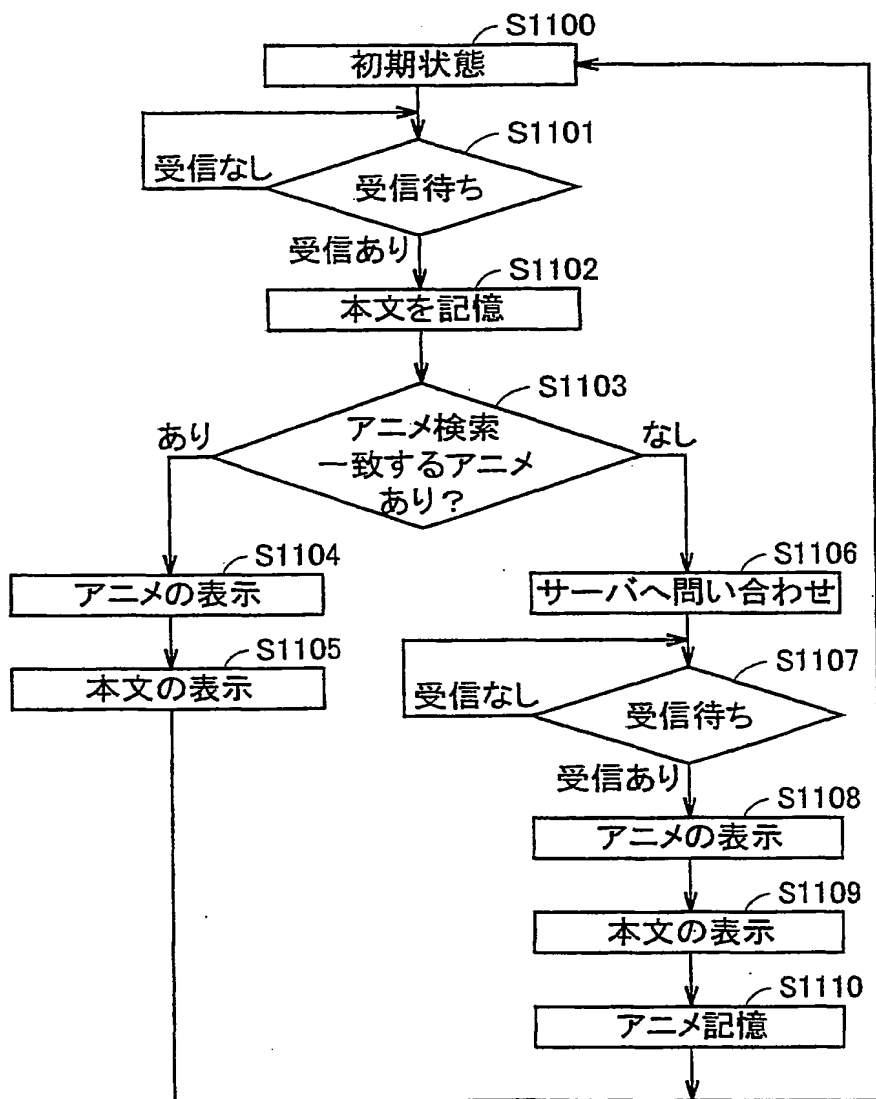 S1100
初期状態
S1101
受信なし
受信待ち
受信あり
S1102
本文を記憶
S1103
あり
アニメ検索
一致するアニメ
あり？
なし
S1104
アニメの表示
S1105
本文の表示
S1106
サーバへ問い合わせ
S1107
受信なし
受信待ち
受信あり
S1108
アニメの表示
S1109
本文の表示
S1110
アニメ記憶